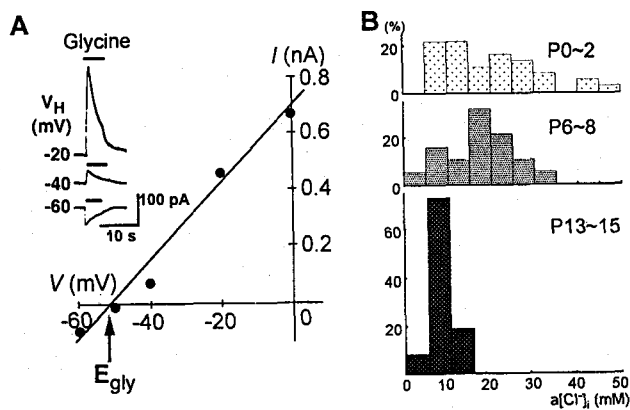 A
Glycine
V_H
(mV)
-20
-40
-60
100 pA
10 s
I (nA)
0.8
0.6
0.4
0.2
0
V (mV)
-60
-40
-20
0
E_gly
B
(%)
20
0
P0~2
20
0
P6~8
60
40
20
P13~15
0
10
20
30
40
50
a[Cl⁻]i (mM)